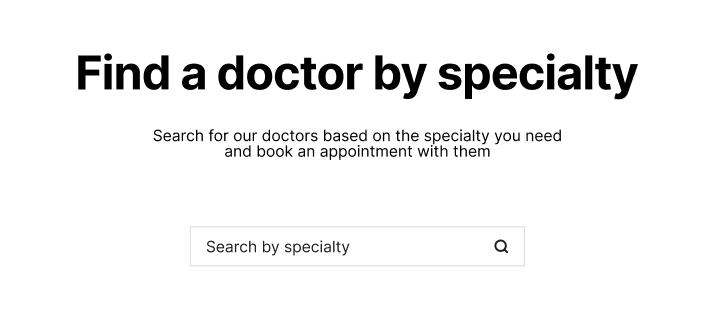 Find a doctor by specialty
Search for our doctors based on the specialty you need
and book an appointment with them
Search by specialty